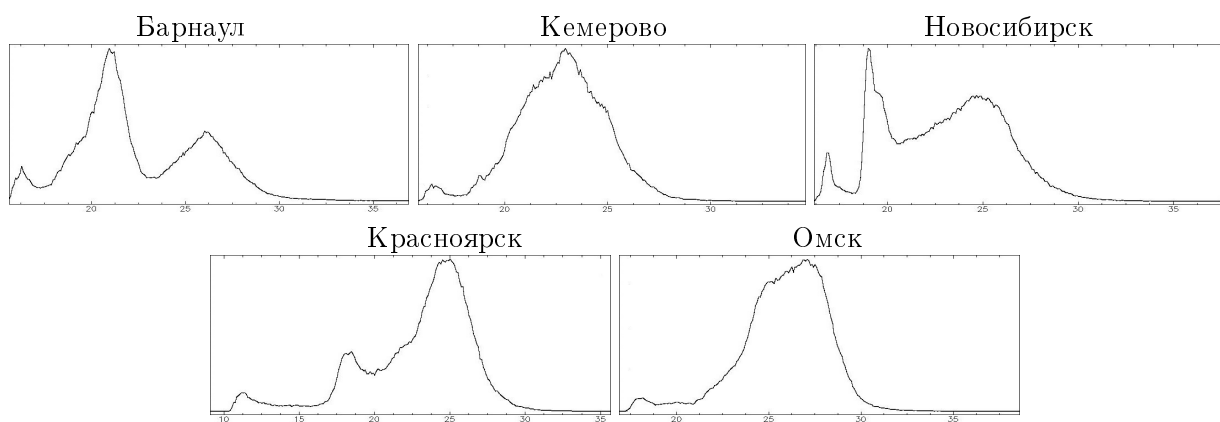 Барнаул Кемерово Новосибирск
20 25 30 35 20 25 30 20 25 30 35
Красноярск Омск
10 15 20 25 30 35 20 25 30 35